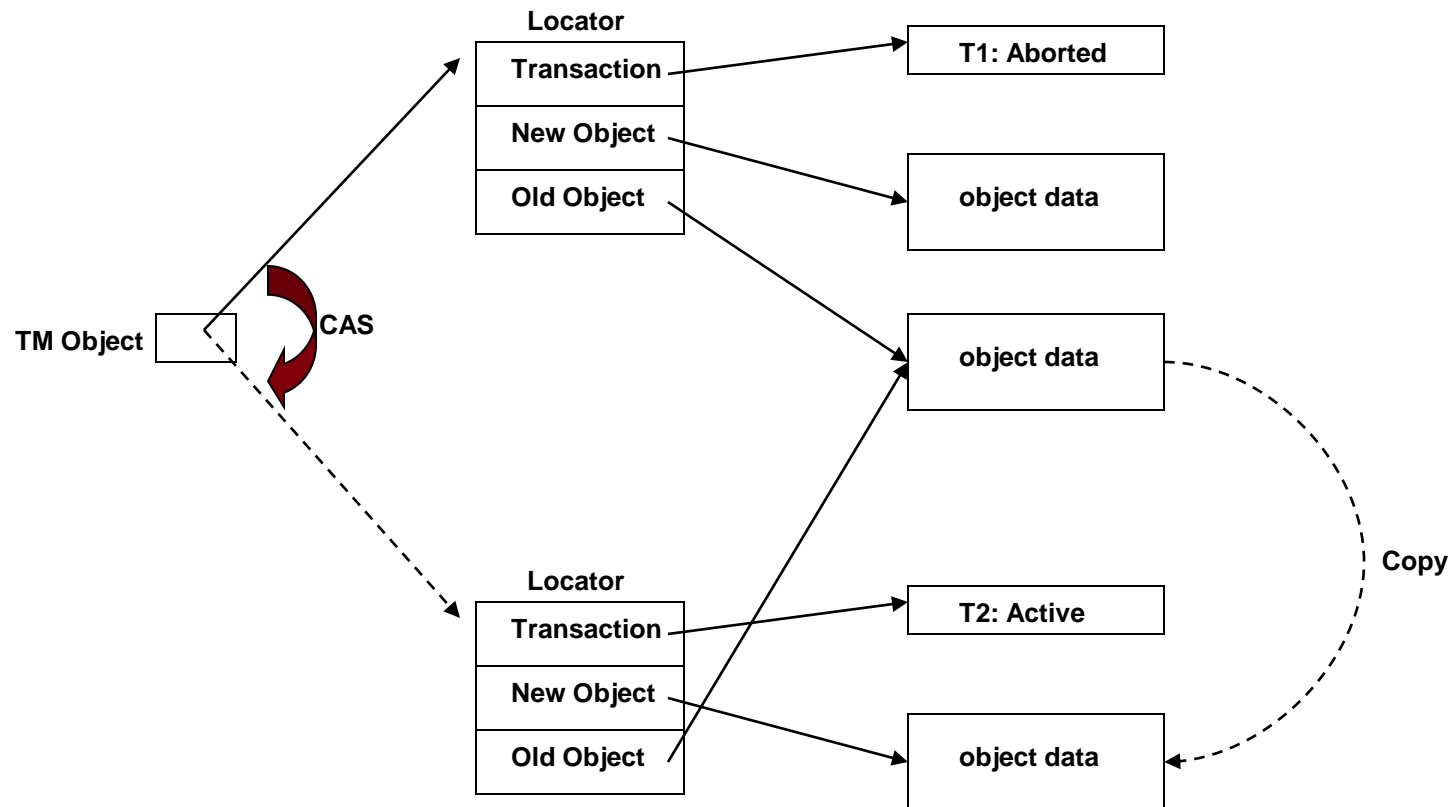 Locator
Transaction
New Object
Old Object
T1: Aborted
object data
object data
TM Object
CAS
Copy
Locator
Transaction
New Object
Old Object
T2: Active
object data